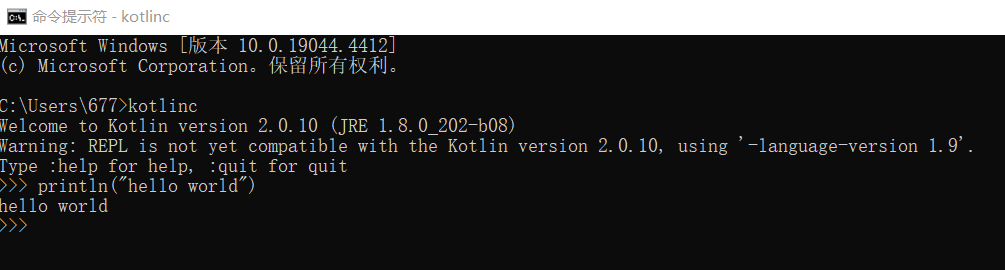 命令提示符 - kotlinc
Microsoft Windows [版本 10.0.19044.4412]
(c) Microsoft Corporation。保留所有权利。
C:\Users\677>kotlinc
Welcome to Kotlin version 2.0.10 (JRE 1.8.0_202-b08)
Warning: REPL is not yet compatible with the Kotlin version 2.0.10, using '-language-version 1.9'.
Type :help for help, :quit for quit
>>> println("hello world")
hello world
>>>